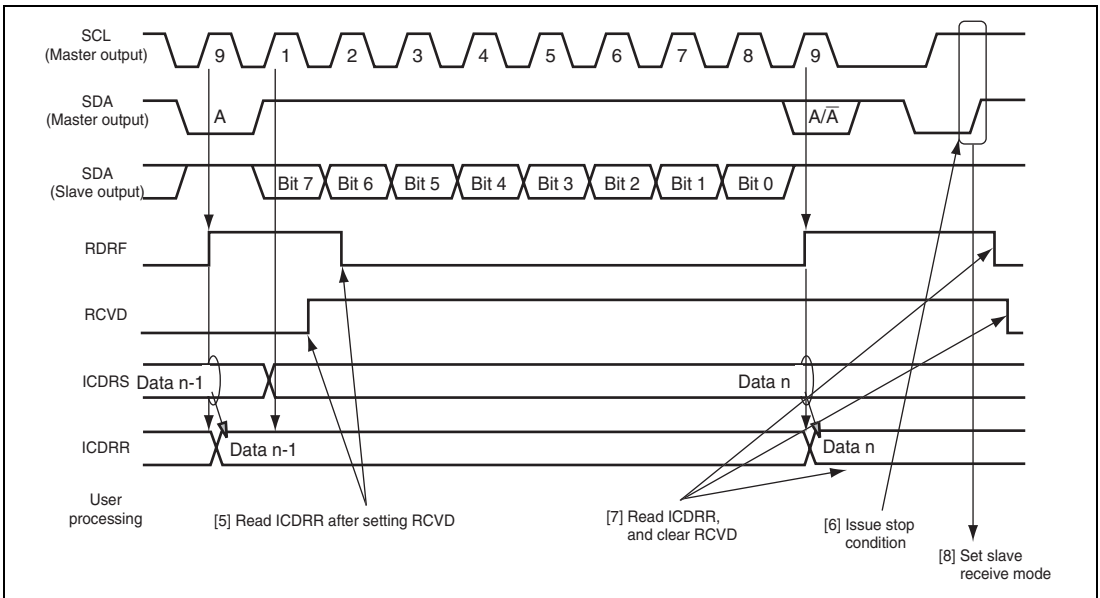 SCL
(Master output)
9 1 2 3 4 5 6 7 8 9
SDA
(Master output)
A A/A̅
SDA
(Slave output)
Bit 7 Bit 6 Bit 5 Bit 4 Bit 3 Bit 2 Bit 1 Bit 0
RDRF
RCVD
ICDRS Data n-1 Data n
ICDRR Data n-1 Data n
User
processing
[5] Read ICDRR after setting RCVD
[7] Read ICDRR,
and clear RCVD
[6] Issue stop
condition
[8] Set slave
receive mode